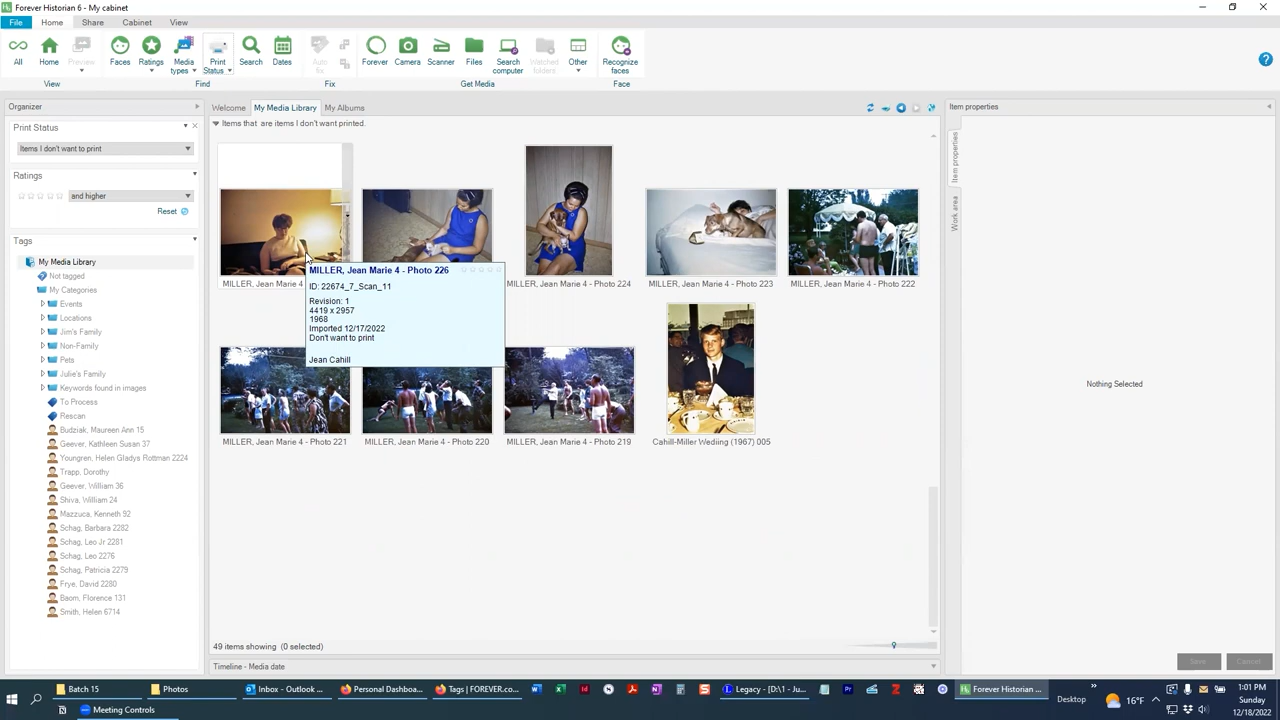 Forever Historian 6 - My cabinet
File Home Share Cabinet View
All Home Preview Faces Ratings Media types Print Status Search Dates Auto fix Forever Camera Scanner Files Search computer Watched folders Other Recognize faces
View Find Fix Get Media Face
Organizer
Welcome My Media Library My Albums
Item properties
Print Status
Items that are items I don't want printed.
Items I don't want to print
Ratings
and higher
Reset
Tags
My Media Library
Not tagged
My Categories
Events
Locations
Jim's Family
Non-Family
Pets
Julie's Family
Keywords found in images
To Process
Rescan
Budziak, Maureen Ann 15
Geever, Kathleen Susan 37
Youngren, Helen Gladys Rottman 2224
Trapp, Dorothy
Geever, William 36
Shiva, William 24
Mazzuca, Kenneth 92
Schag, Barbara 2282
Schag, Leo Jr 2281
Schag, Leo 2276
Schag, Patricia 2279
Frye, David 2280
Baom, Florence 131
Smith, Helen 6714
MILLER, Jean Marie 4
MILLER, Jean Marie 4 - Photo 224
MILLER, Jean Marie 4 - Photo 223
MILLER, Jean Marie 4 - Photo 222
MILLER, Jean Marie 4 - Photo 226
ID: 22674_7_Scan_11
Revision: 1
4419 x 2957
1968
Imported 12/17/2022
Don't want to print
Jean Cahill
MILLER, Jean Marie 4 - Photo 221
MILLER, Jean Marie 4 - Photo 220
MILLER, Jean Marie 4 - Photo 219
Cahill-Miller Wediing (1967) 005
Item properties
Work area
Nothing Selected
49 items showing (0 selected)
Timeline - Media date
Save Cancel
Batch 15 Photos Inbox - Outlook ... Personal Dashboa... Tags | FOREVER.co... Legacy - (D:\1 - Ju... Forever Historian ... Desktop 16°F
1:01 PM
Sunday
12/18/2022
Meeting Controls